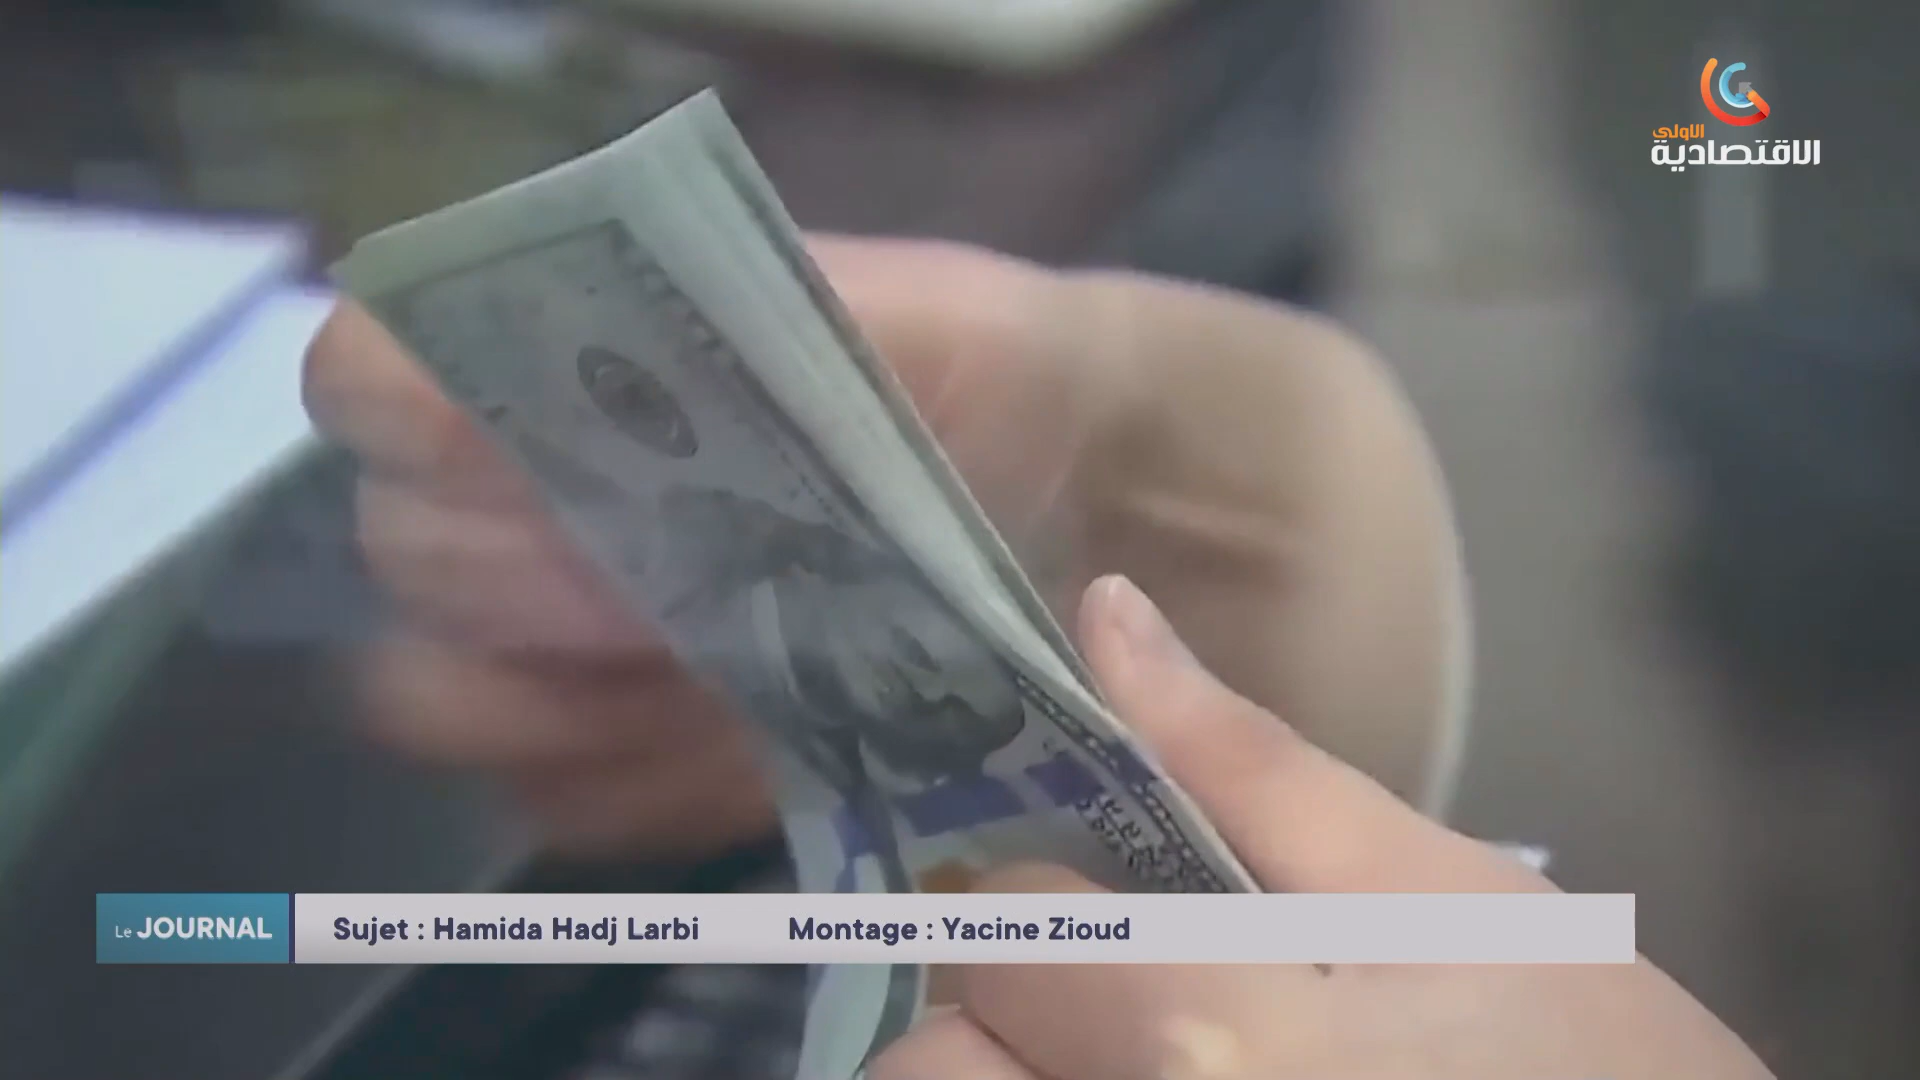 الاولى
الاقتصادية
Le JOURNAL
Sujet : Hamida Hadj Larbi Montage : Yacine Zioud